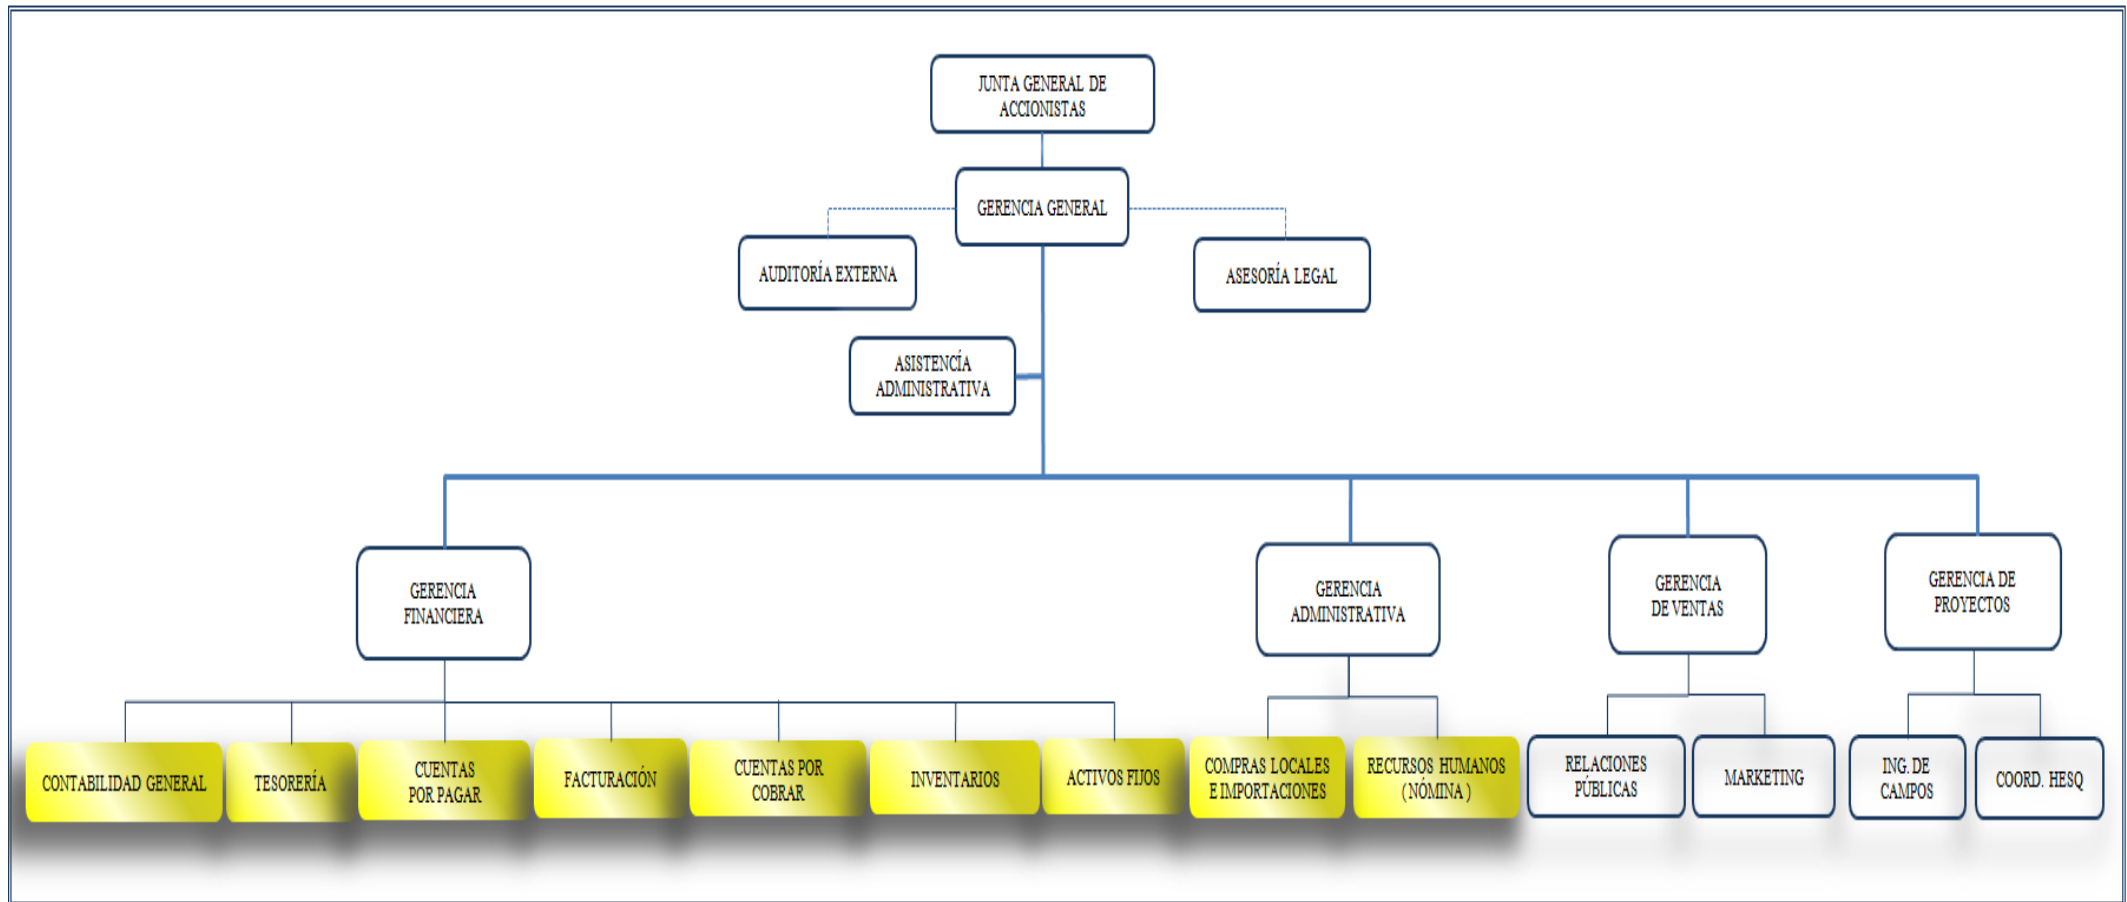 JUNTA GENERAL DE
ACCIONISTAS
GERENCIA GENERAL
AUDITORÍA EXTERNA
ASESORÍA LEGAL
ASISTENCÍA
ADMINISTRATIVA
GERENCIA
FINANCIERA
GERENCIA
ADMINISTRATIVA
GERENCIA
DE VENTAS
GERENCIA DE
PROYECTOS
CONTABILIDAD GENERAL
TESORERÍA
CUENTAS
POR PAGAR
FACTURACIÓN
CUENTAS POR
COBRAR
INVENTARIOS
ACTIVOS FIJOS
COMPRAS LOCALES
E IMPORTACIONES
RECURSOS HUMANOS
( NÓMINA )
RELACIONES
PÚBLICAS
MARKETING
ING. DE
CAMPOS
COORD. HESQ